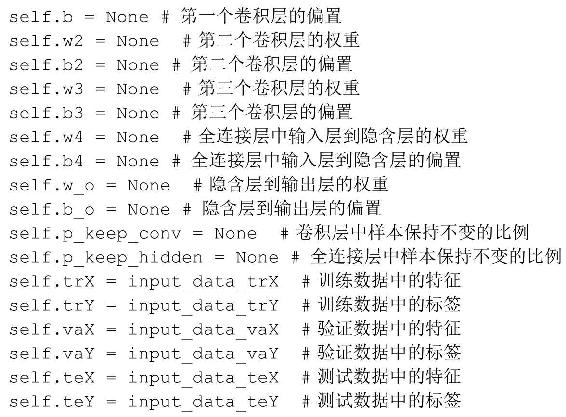 self.b = None # 第一个卷积层的偏置
self.w2 = None # 第二个卷积层的权重
self.b2 = None # 第二个卷积层的偏置
self.w3 = None # 第三个卷积层的权重
self.b3 = None # 第三个卷积层的偏置
self.w4 = None # 全连接层中输入层到隐含层的权重
self.b4 = None # 全连接层中输入层到隐含层的偏置
self.w_o = None # 隐含层到输出层的权重
self.b_o = None # 隐含层到输出层的偏置
self.p_keep_conv = None # 卷积层中样本保持不变的比例
self.p_keep_hidden = None # 全连接层中样本保持不变的比例
self.trX = input_data_trX # 训练数据中的特征
self.trY = input_data_trY # 训练数据中的标签
self.vaX = input_data_vaX # 验证数据中的特征
self.vaY = input_data_vaY # 验证数据中的标签
self.teX = input_data_teX # 测试数据中的特征
self.teY = input_data_teY # 测试数据中的标签